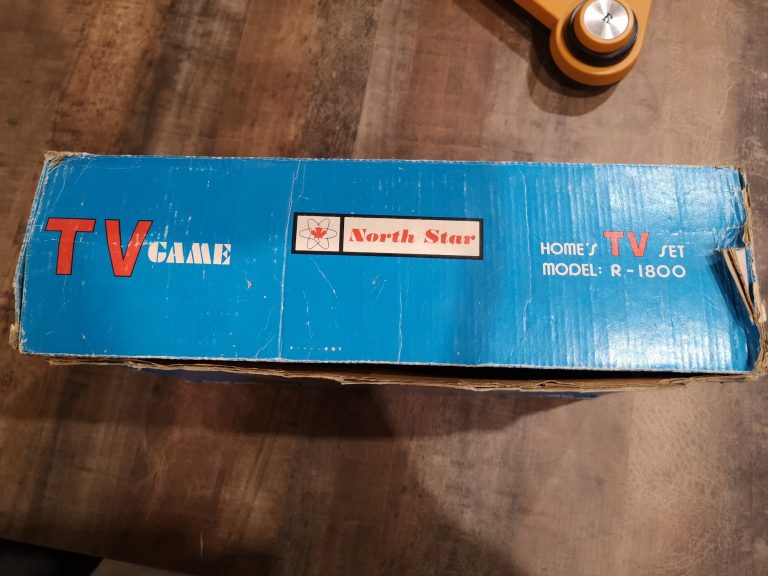 TV GAME
North Star
HOME'S TV SET
MODEL: R-1800
R